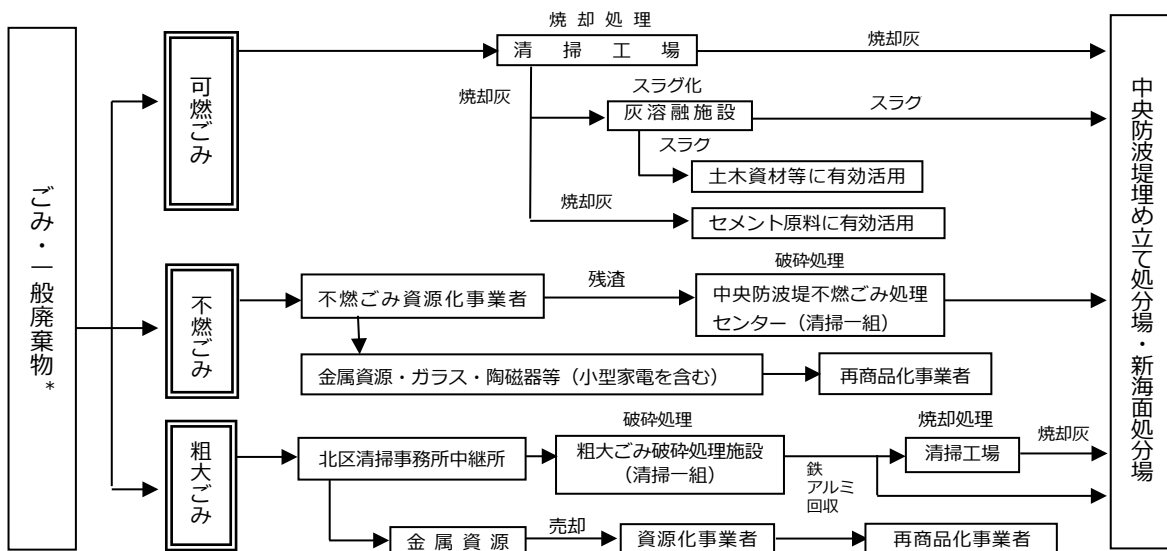 ごみ・一般廃棄物*
可燃ごみ
焼却処理
清掃工場
焼却灰
焼却灰
スラグ化
灰溶融施設
スラグ
スラグ
土木資材等に有効活用
焼却灰
セメント原料に有効活用
不燃ごみ
不燃ごみ資源化事業者
残渣
破砕処理
中央防波堤不燃ごみ処理
センター(清掃一組)
金属資源・ガラス・陶磁器等(小型家電を含む)
再商品化事業者
粗大ごみ
北区清掃事務所中継所
破砕処理
粗大ごみ破砕処理施設
(清掃一組)
鉄
アルミ
回収
焼却処理
清掃工場
焼却灰
金属資源
売却
資源化事業者
再商品化事業者
中央防波堤埋め立て処分場・新海面処分場